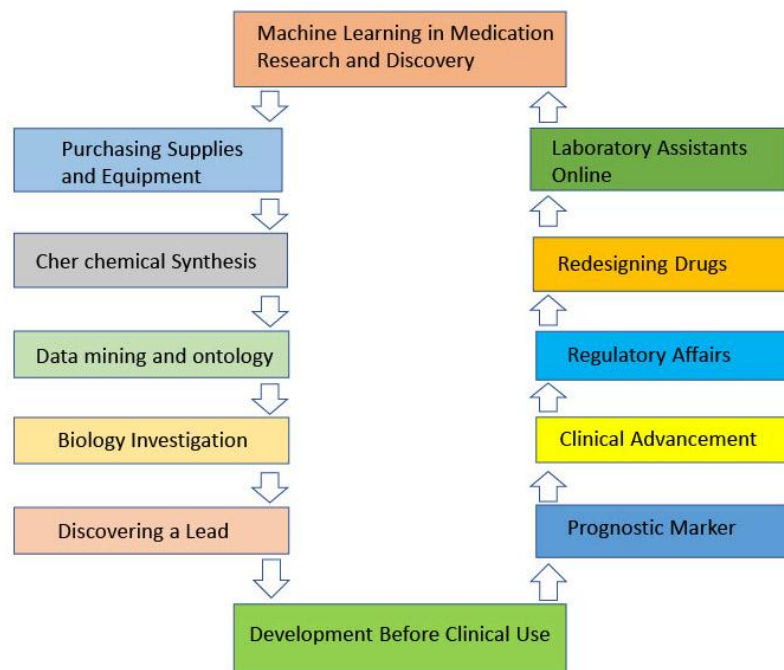 Machine Learning in Medication
Research and Discovery
Purchasing Supplies
and Equipment
Cher chemical Synthesis
Data mining and ontology
Biology Investigation
Discovering a Lead
Development Before Clinical Use
Prognostic Marker
Clinical Advancement
Regulatory Affairs
Redesigning Drugs
Laboratory Assistants
Online